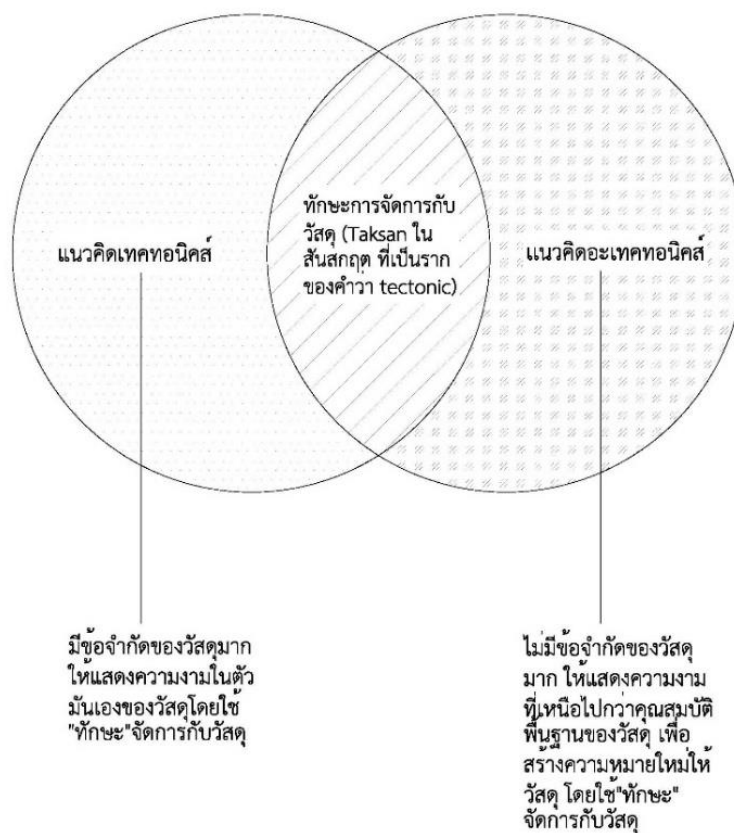 แนวคิดเทคทอนิคส์
ทักษะการจัดการกับ
วัสดุ (Taksan ใน
สันสกฤต ที่เป็นราก
ของคำว่า tectonic)
แนวคิดอะเทคทอนิคส์
มีข้อจำกัดของวัสดุมาก
ให้แสดงความงามในตัว
มันเองของวัสดุโดยใช้
"ทักษะ"จัดการกับวัสดุ
ไม่มีข้อจำกัดของวัสดุ
มาก ให้แสดงความงาม
ที่เหนือไปกว่าคุณสมบัติ
พื้นฐานของวัสดุ เพื่อ
สร้างความหมายใหม่ให้
วัสดุ โดยใช้"ทักษะ"
จัดการกับวัสดุ